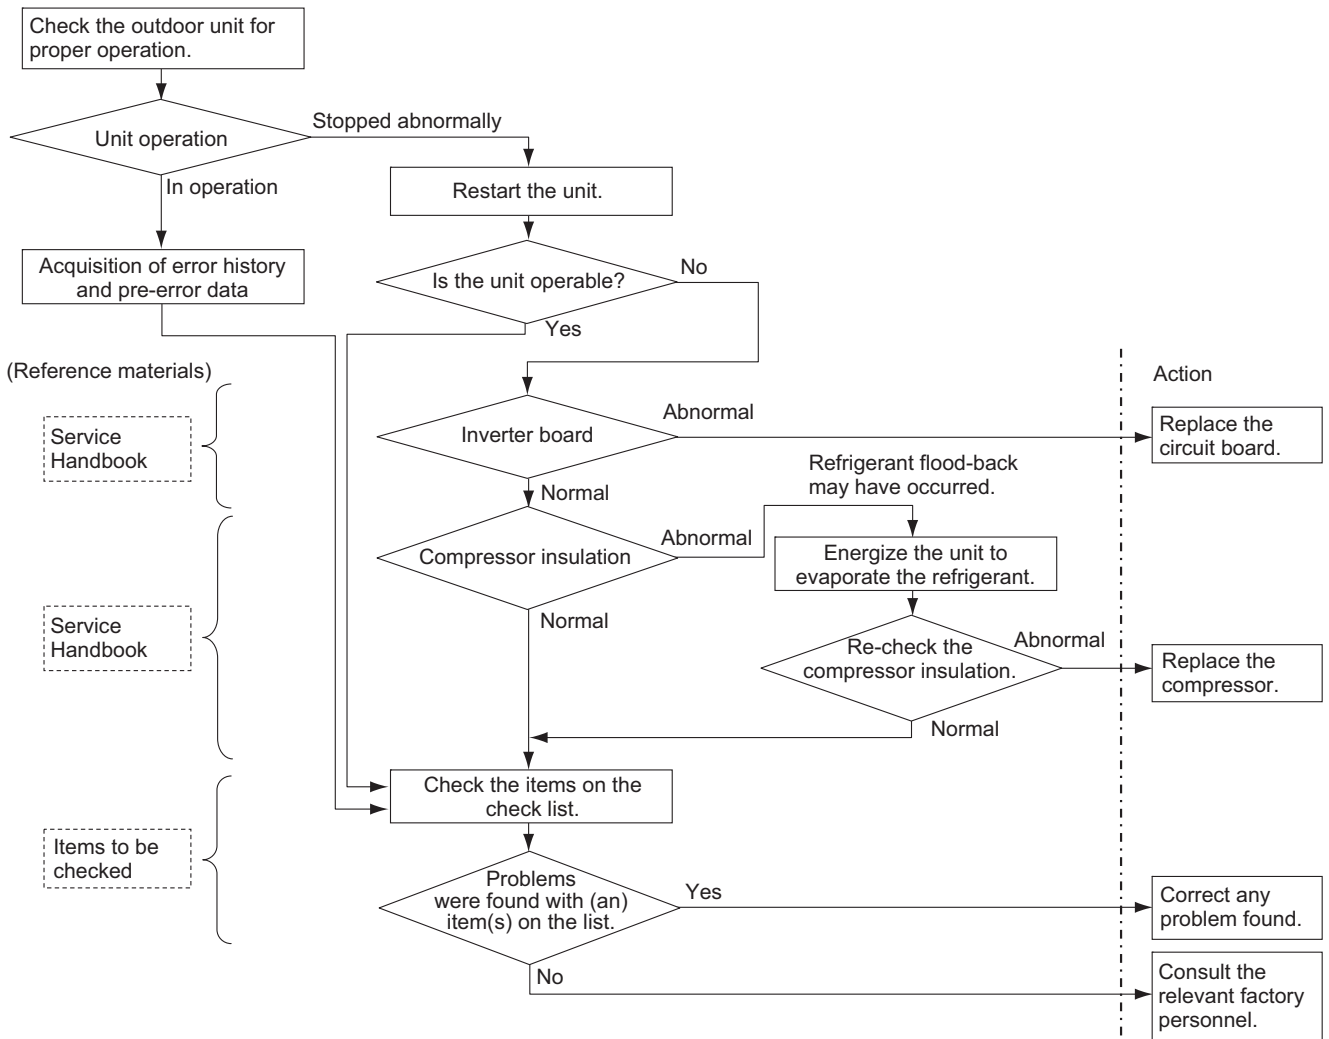 Check the outdoor unit for
proper operation.
Unit operation
Stopped abnormally
In operation
Restart the unit.
Acquisition of error history
and pre-error data
Is the unit operable?
No
Yes
(Reference materials)
Action
Service
Handbook
Inverter board
Abnormal
Replace the
circuit board.
Normal
Refrigerant flood-back
may have occurred.
Compressor insulation
Abnormal
Energize the unit to
evaporate the refrigerant.
Normal
Service
Handbook
Re-check the
compressor insulation.
Abnormal
Replace the
compressor.
Normal
Check the items on the
check list.
Items to be
checked
Problems
were found with (an)
item(s) on the list.
Yes
Correct any
problem found.
No
Consult the
relevant factory
personnel.